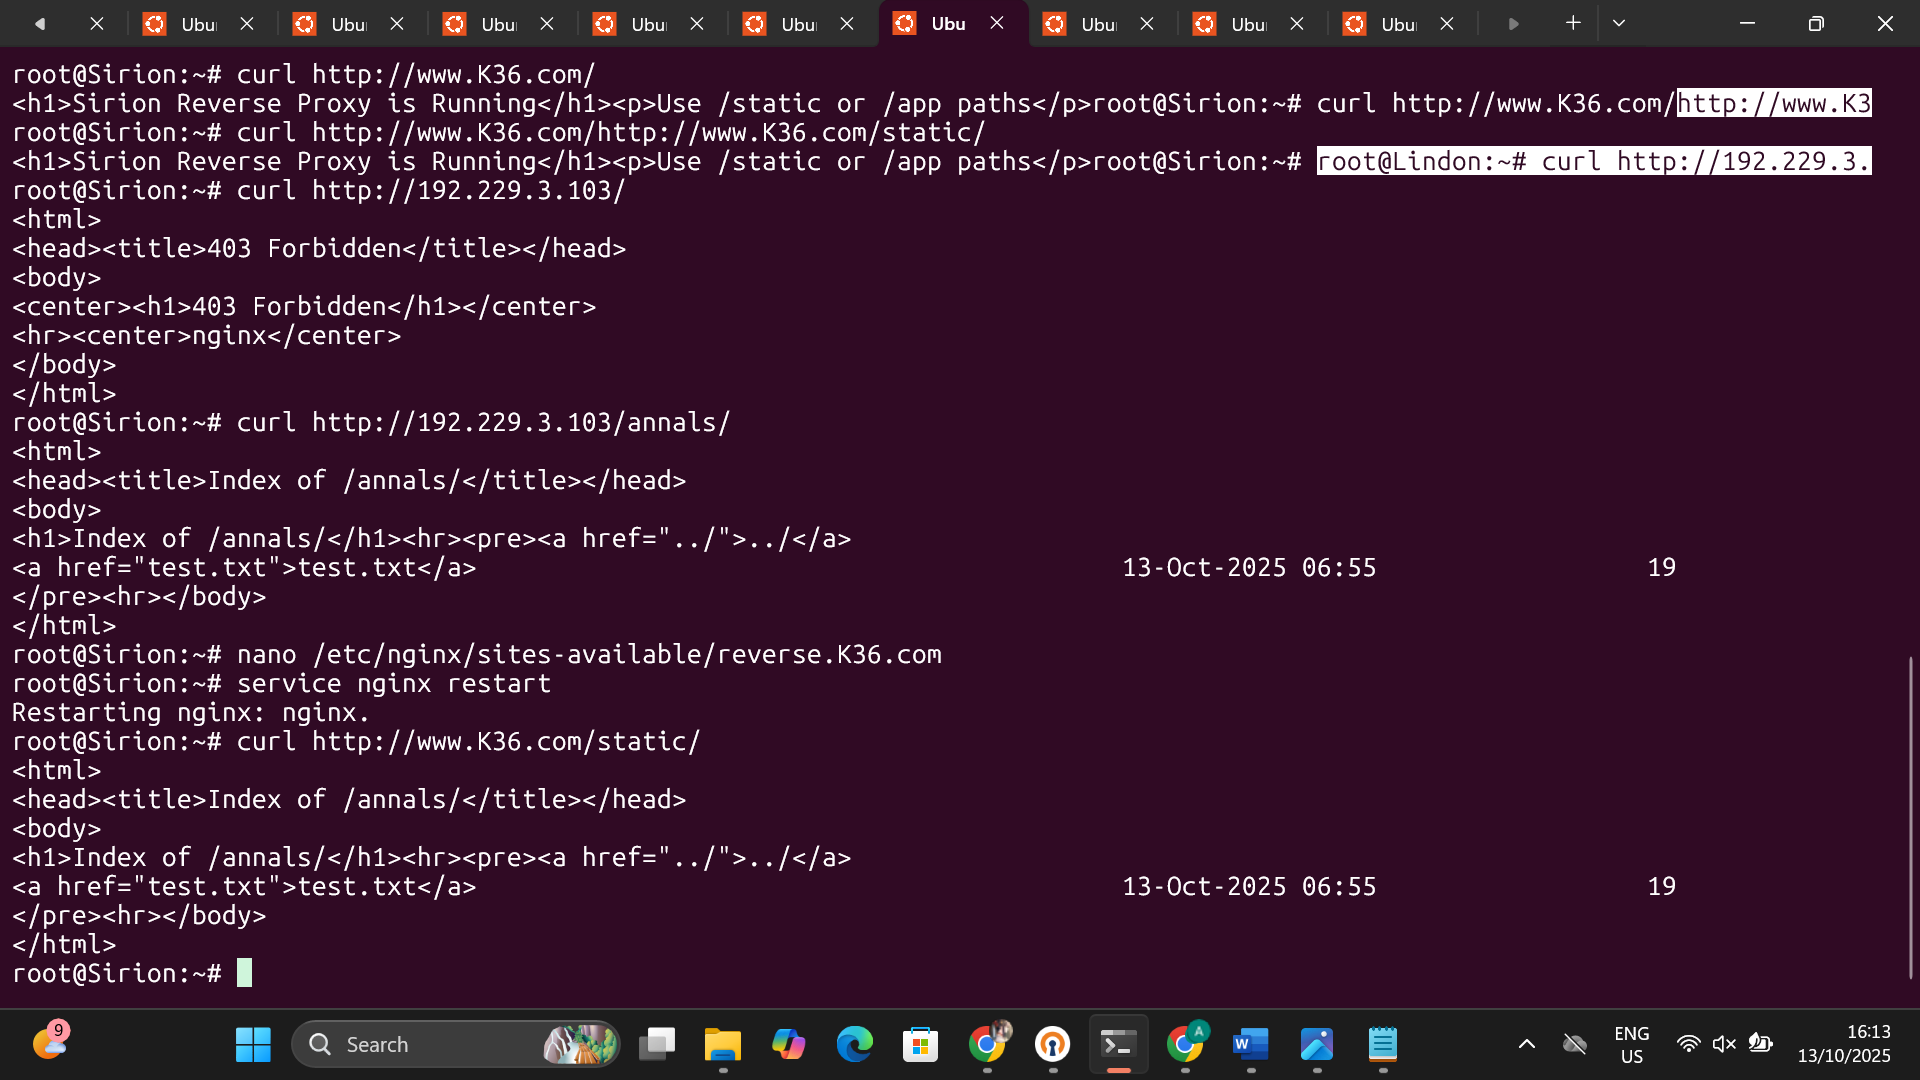 Ubu Ubu Ubu Ubu Ubu Ubu Ubu Ubu Ubu
root@Sirion:~# curl http://www.K36.com/
<h1>Sirion Reverse Proxy is Running</h1><p>Use /static or /app paths</p>root@Sirion:~# curl http://www.K36.com/http://www.K3
root@Sirion:~# curl http://www.K36.com/http://www.K36.com/static/
<h1>Sirion Reverse Proxy is Running</h1><p>Use /static or /app paths</p>root@Sirion:~# root@Lindon:~# curl http://192.229.3.
root@Sirion:~# curl http://192.229.3.103/
<html>
<head><title>403 Forbidden</title></head>
<body>
<center><h1>403 Forbidden</h1></center>
<hr><center>nginx</center>
</body>
</html>
root@Sirion:~# curl http://192.229.3.103/annals/
<html>
<head><title>Index of /annals/</title></head>
<body>
<h1>Index of /annals/</h1><hr><pre><a href="../">../</a>
<a href="test.txt">test.txt</a> 13-Oct-2025 06:55 19
</pre><hr></body>
</html>
root@Sirion:~# nano /etc/nginx/sites-available/reverse.K36.com
root@Sirion:~# service nginx restart
Restarting nginx: nginx.
root@Sirion:~# curl http://www.K36.com/static/
<html>
<head><title>Index of /annals/</title></head>
<body>
<h1>Index of /annals/</h1><hr><pre><a href="../">../</a>
<a href="test.txt">test.txt</a> 13-Oct-2025 06:55 19
</pre><hr></body>
</html>
root@Sirion:~#
9
Search
A
W
ENG
US
16:13
13/10/2025